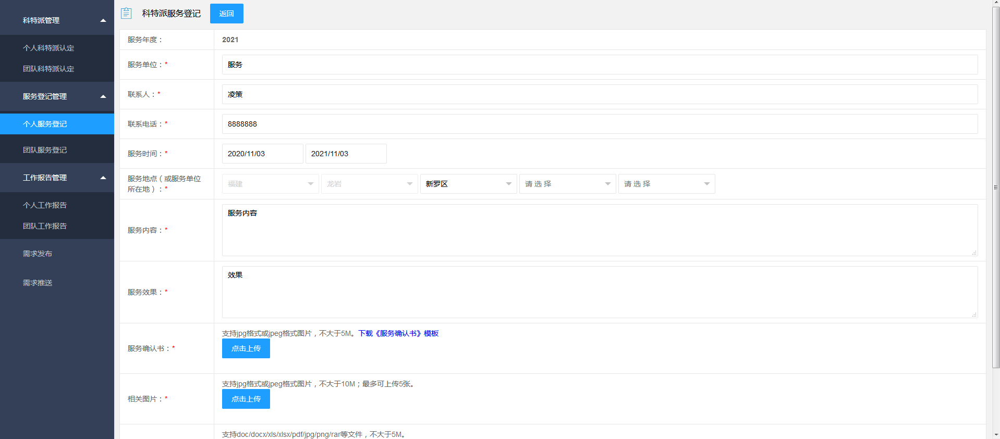 科特派管理
个人科特派认定
团队科特派认定
服务登记管理
个人服务登记
团队服务登记
工作报告管理
个人工作报告
团队工作报告
需求发布
需求推送
科特派服务登记
返回
服务年度：
2021
服务单位：*
服务
联系人：*
凌策
联系电话：*
8888888
服务时间：*
2020/11/03
2021/11/03
服务地点（或服务单位
所在地）：*
福建
龙岩
新罗区
请 选 择
请 选 择
服务内容：*
服务内容
服务效果：*
效果
服务确认书：*
支持jpg格式或jpeg格式图片，不大于5M。下载《服务确认书》模板
点击上传
相关图片：*
支持jpg格式或jpeg格式图片，不大于10M；最多可上传5张。
点击上传
支持doc/docx/xls/xlsx/pdf/jpg/png/rar等文件，不大于5M。